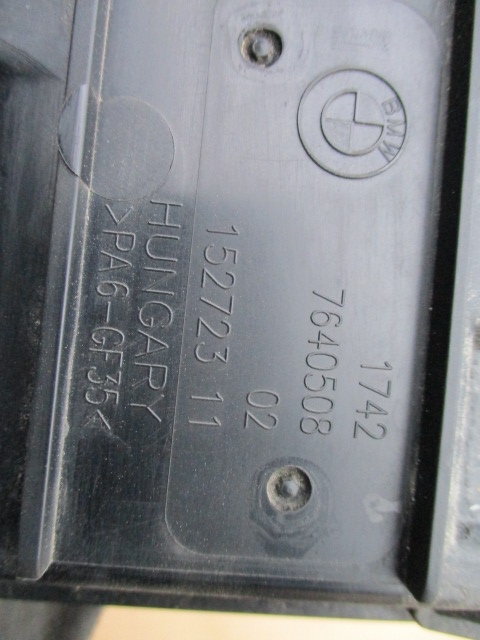 BMW
1742
7640508
02
152723 11
HUNGARY
>PA6-GF35<